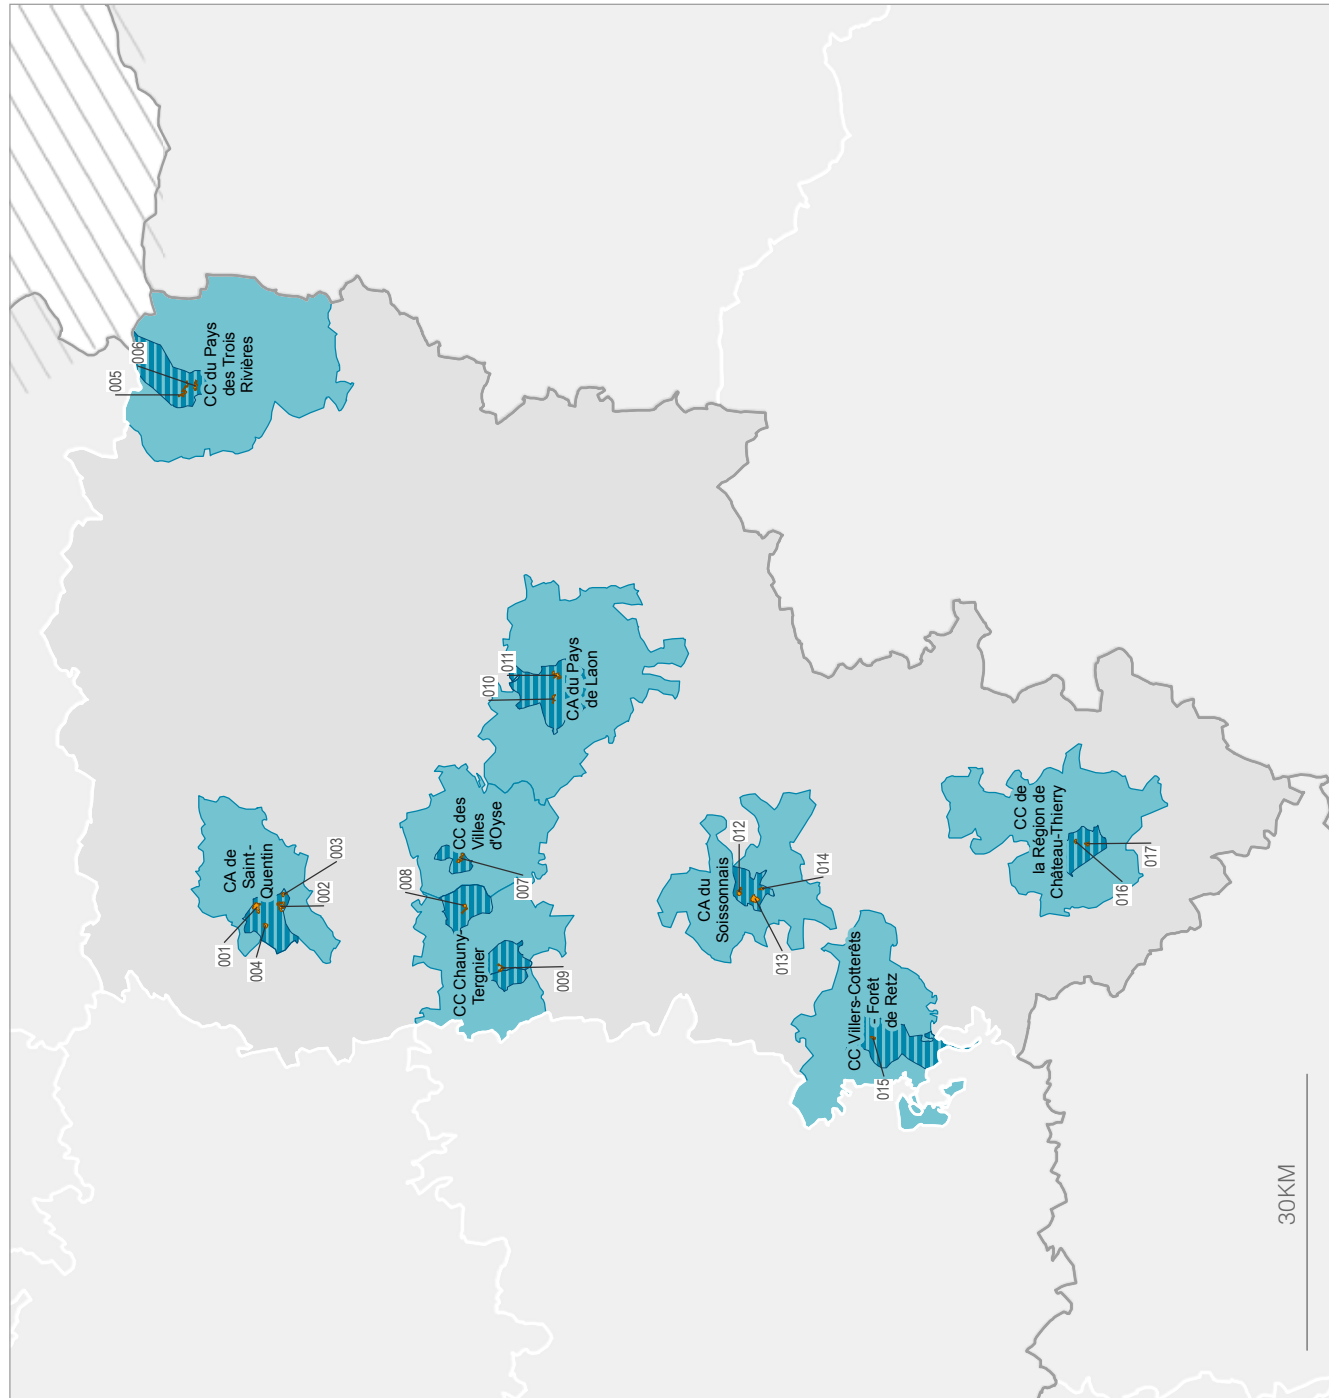 005
006
CC du Pays
des Trois
Rivières
001
004
CA de
Saint-
Quentin
003
002
008
CC des
Villes
d'Oyse
007
CC Chauny-
Tergnier
009
010
011
CA du Pays
de Laon
CA du
Soissonnais
012
014
013
CC Villers-Cotterêts
- Forêt
de Retz
015
CC de
la Région de
Château-Thierry
016
017
30KM